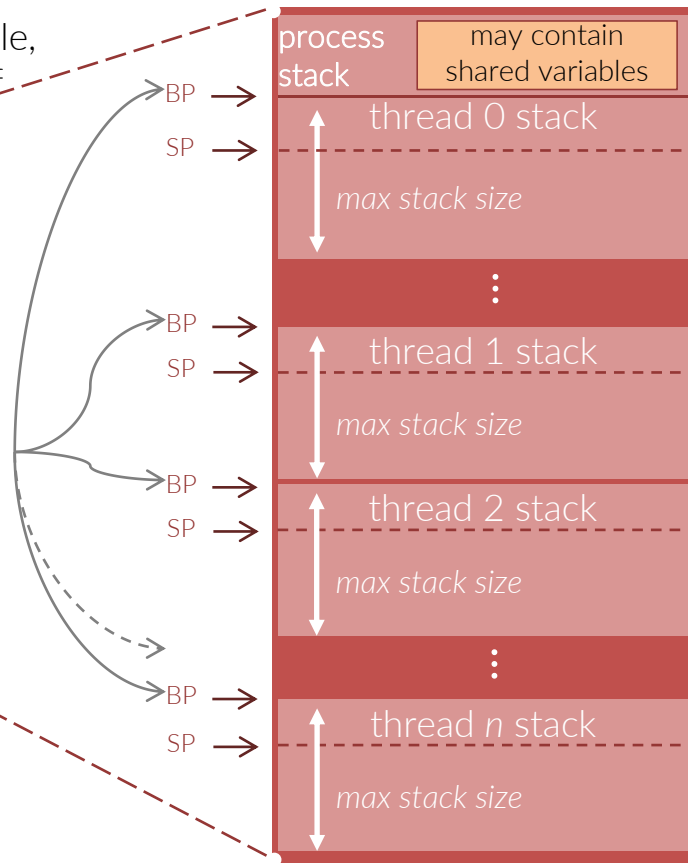 le,
process
stack
may contain
shared variables
BP
thread 0 stack
SP
max stack size
BP
thread 1 stack
SP
max stack size
BP
thread 2 stack
SP
max stack size
BP
thread n stack
SP
max stack size